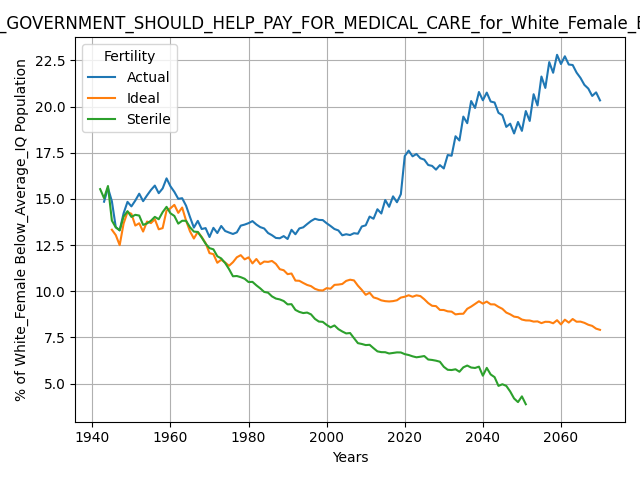 _GOVERNMENT_SHOULD_HELP_PAY_FOR_MEDICAL_CARE_for_White_Female_
Fertility
Actual
Ideal
Sterile
% of White_Female Below_Average_IQ Population
22.5
20.0
17.5
15.0
12.5
10.0
7.5
5.0
1940 1960 1980 2000 2020 2040 2060
Years